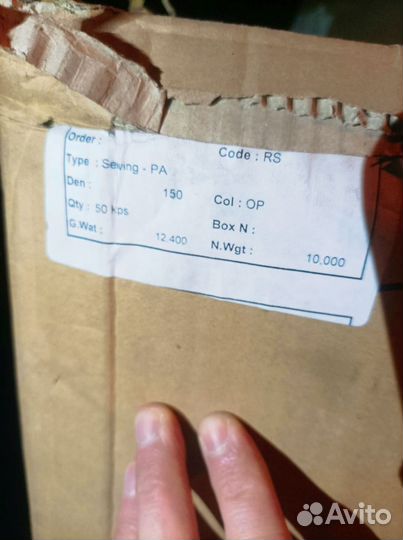 Order :
Code : RS
Type : Sewing - PA
Den : 150 Col : OP
Qty : 50 kps Box N :
G.Wat : 12,400 N.Wgt : 10,000
Avito